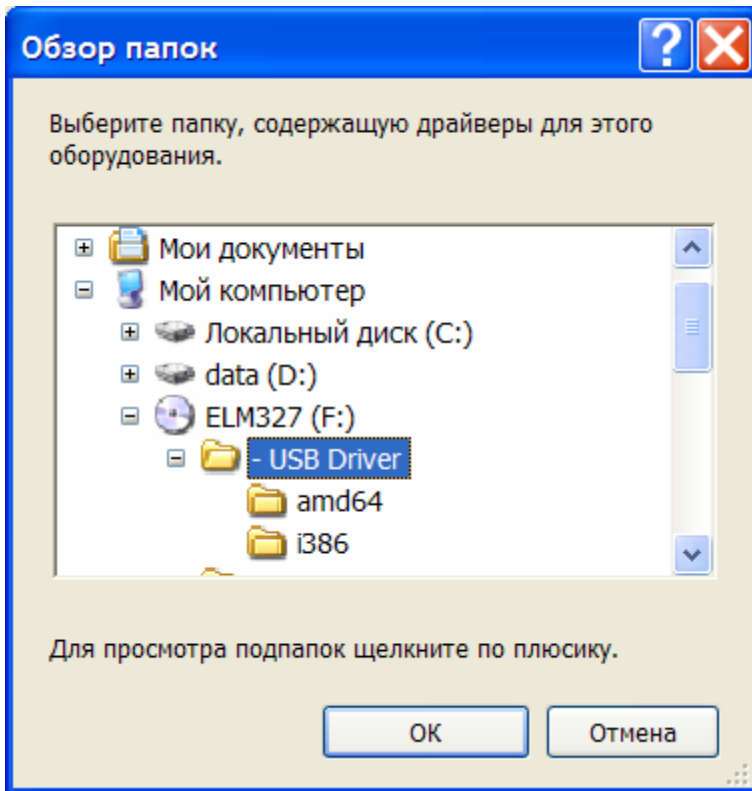 Обзор папок
Выберите папку, содержащую драйверы для этого
оборудования.
Мои документы
Мой компьютер
Локальный диск (C:)
data (D:)
ELM327 (F:)
- USB Driver
amd64
i386
Для просмотра подпапок щелкните по плюсику.
ОК
Отмена